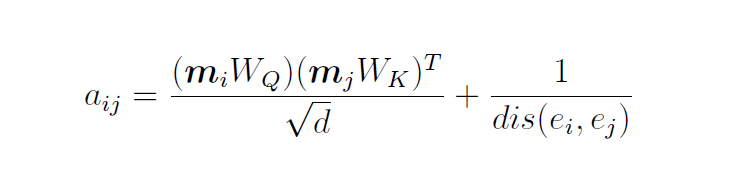 a_{ij} = \frac{(\boldsymbol{m}_i W_Q)(\boldsymbol{m}_j W_K)^T}{\sqrt{d}} + \frac{1}{dis(e_i, e_j)}